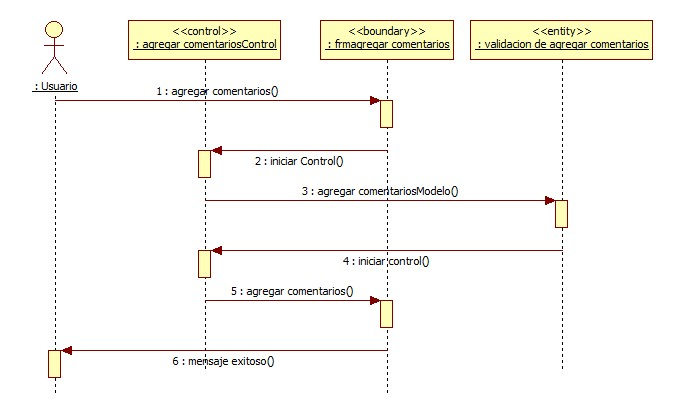 <<control>>
: agregar comentariosControl
<<boundary>>
: frmagregar comentarios
<<entity>>
: validacion de agregar comentarios
: Usuario
1 : agregar comentarios()
2 : iniciar Control()
3 : agregar comentariosModelo()
4 : iniciar control()
5 : agregar comentarios()
6 : mensaje exitoso()